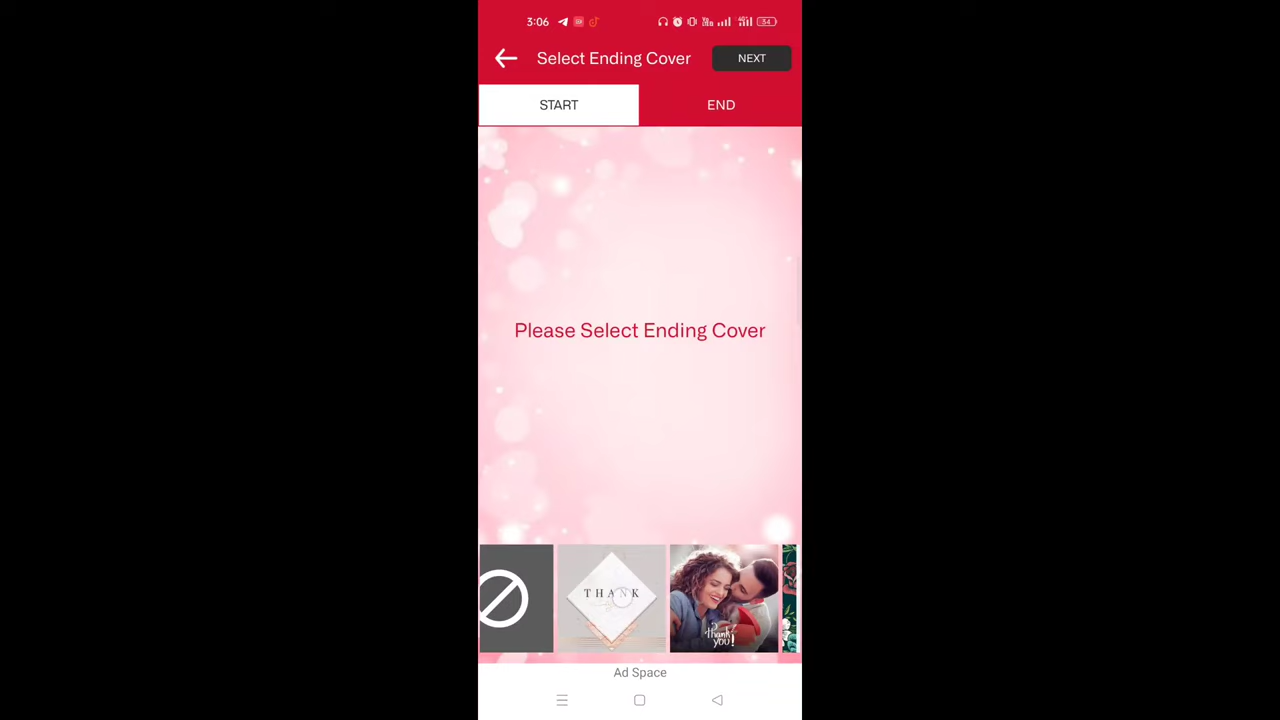 3:06
Select Ending Cover
NEXT
START
END
Please Select Ending Cover
THANK
thank you!
Ad Space